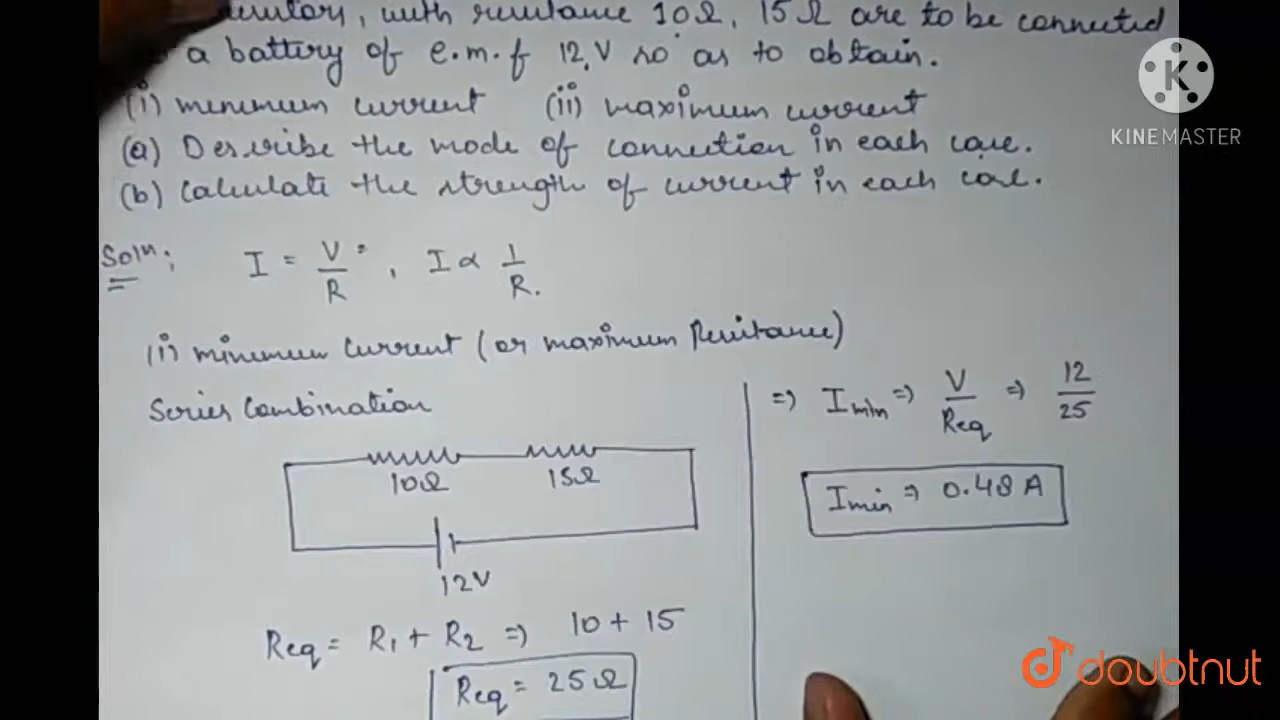 with resistance 10Ω, 15Ω are to be connected
a battery of e.m.f 12V so as to obtain.
(i) minimum current (ii) maximum current
(a) Describe the mode of connection in each case.
(b) Calculate the strength of current in each case.
Soln: I = V/R, I ∝ 1/R.
(i) minimum current (or maximum Resistance)
Series Combination
10Ω 15Ω
12V
Req = R1 + R2 => 10 + 15
Req = 25Ω
=> Imin => V/Req => 12/25
Imin => 0.48 A
KINEMASTER
doubtnut